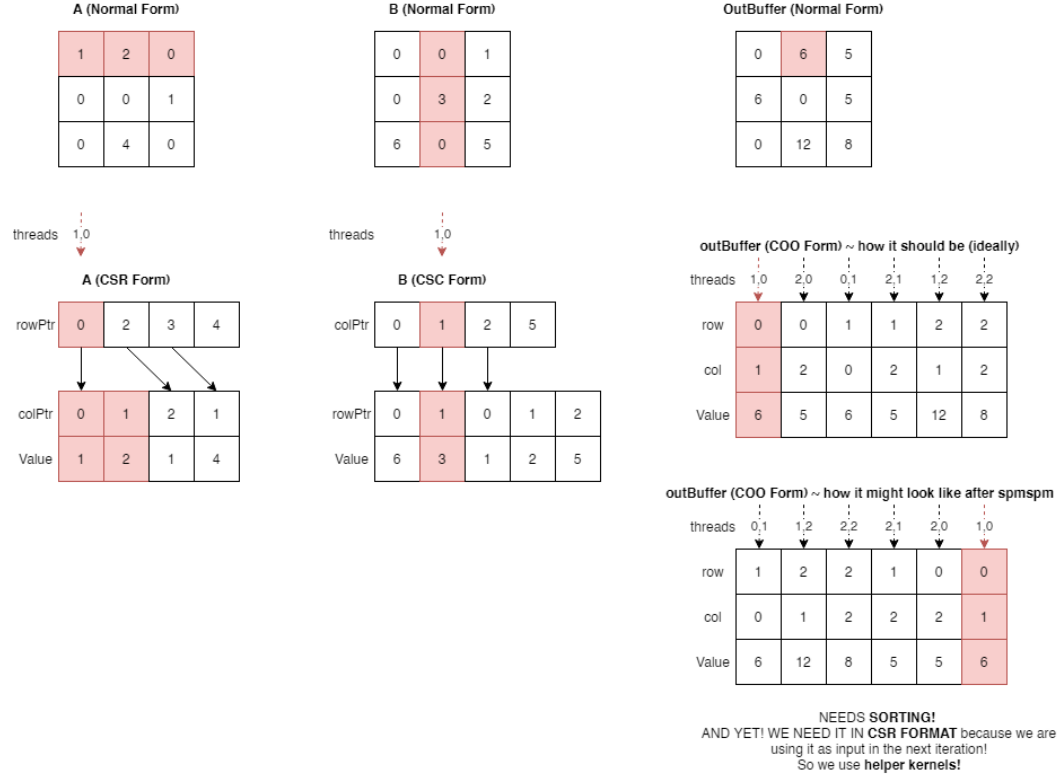 A (Normal Form)
1 2 0
0 0 1
0 4 0
B (Normal Form)
0 0 1
0 3 2
6 0 5
OutBuffer (Normal Form)
0 6 5
6 0 5
0 12 8
threads 1,0
A (CSR Form)
rowPtr 0 2 3 4
colPtr 0 1 2 1
Value 1 2 1 4
threads 1,0
B (CSC Form)
colPtr 0 1 2 5
rowPtr 0 1 0 1 2
Value 6 3 1 2 5
outBuffer (COO Form) ~ how it should be (ideally)
threads 1,0 2,0 0,1 2,1 1,2 2,2
row 0 0 1 1 2 2
col 1 2 0 2 1 2
Value 6 5 6 5 12 8
outBuffer (COO Form) ~ how it might look like after spmspm
threads 0,1 1,2 2,2 2,1 2,0 1,0
row 1 2 2 1 0 0
col 0 1 2 2 2 1
Value 6 12 8 5 5 6
NEEDS SORTING!
AND YET! WE NEED IT IN CSR FORMAT because we are
using it as input in the next iteration!
So we use helper kernels!